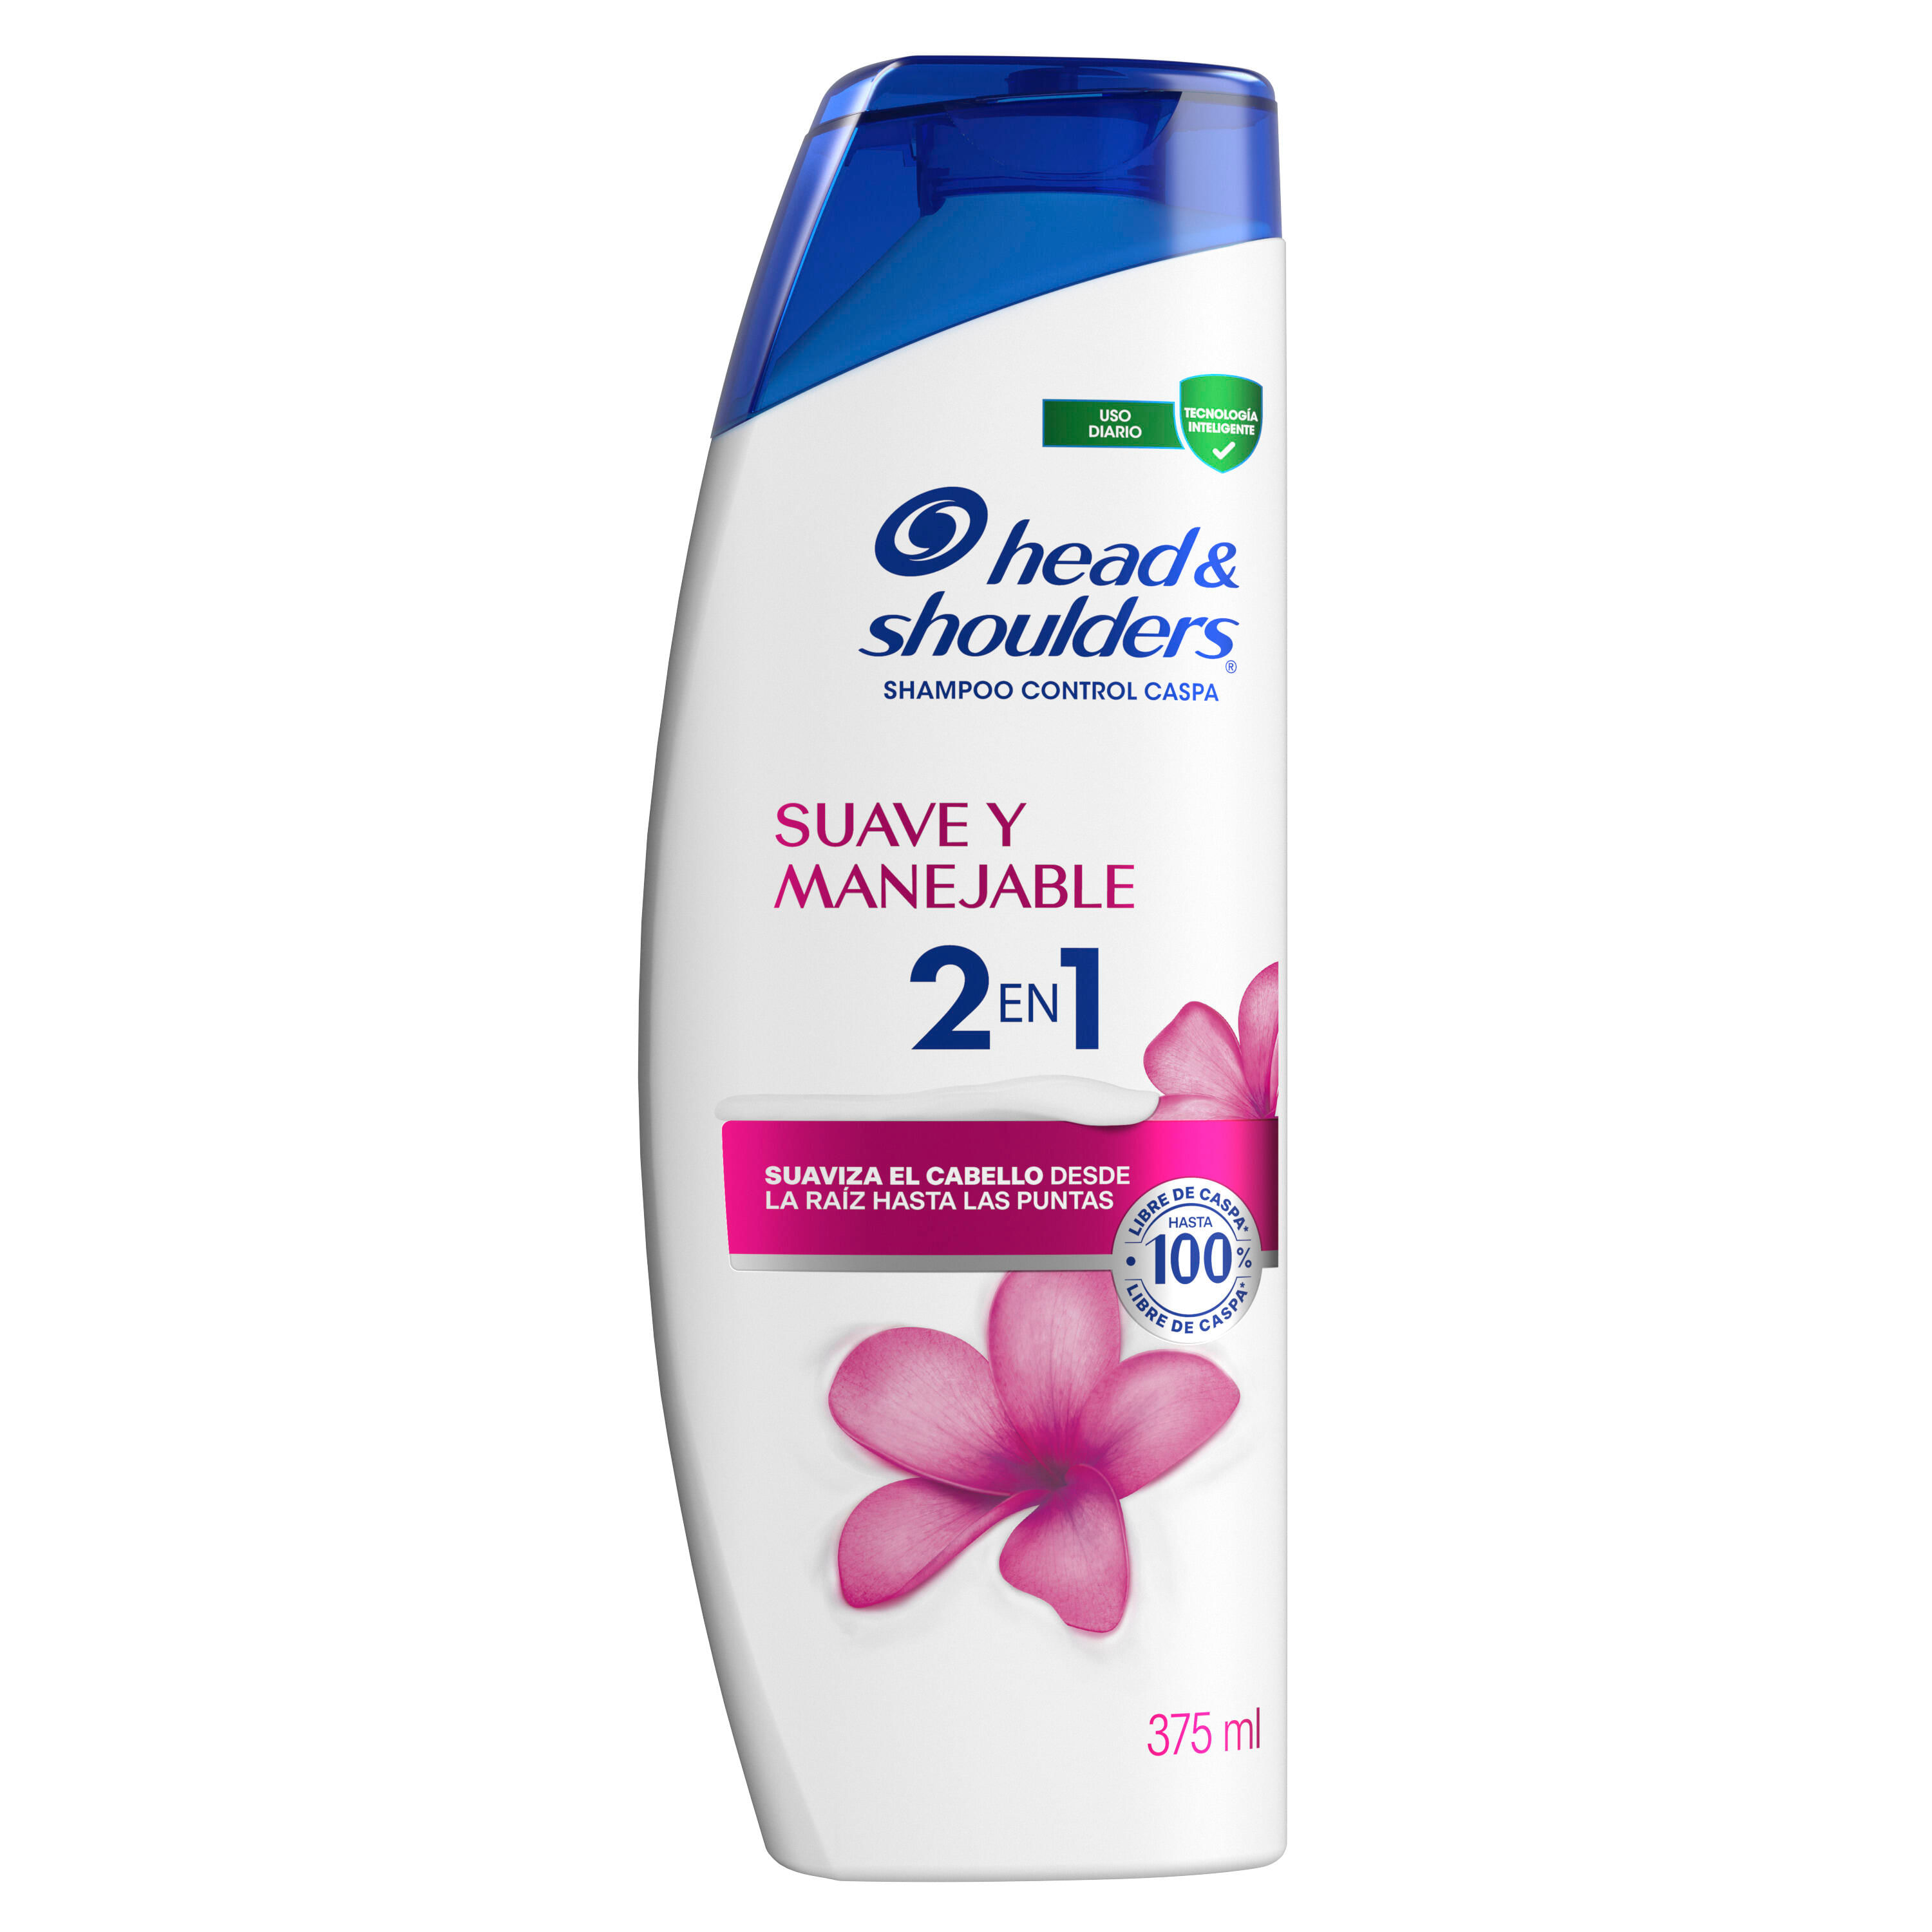 USO
DIARIO
TECNOLOGÍA
INTELIGENTE
head &
shoulders®
SHAMPOO CONTROL CASPA
SUAVE Y
MANEJABLE
2 EN 1
SUAVIZA EL CABELLO DESDE
LA RAÍZ HASTA LAS PUNTAS
LIBRE DE CASPA*
HASTA
100%
LIBRE DE CASPA*
375 ml